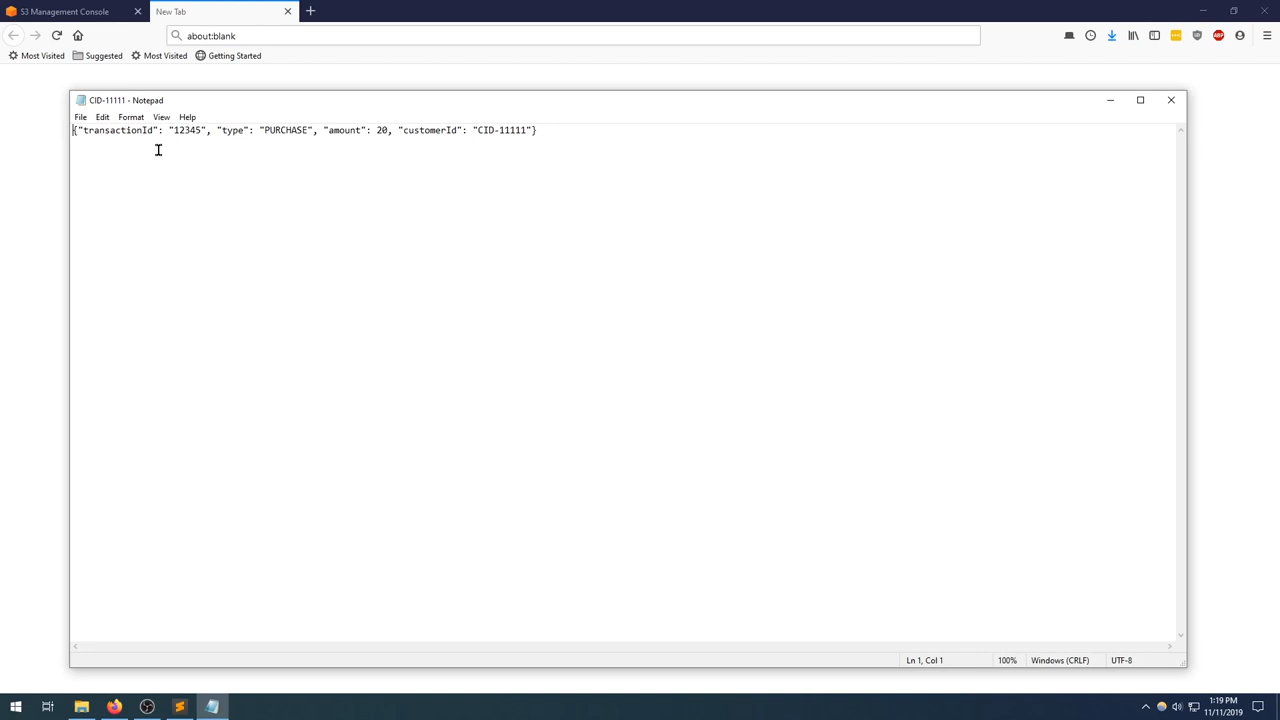 S3 Management Console
New Tab
about:blank
Most Visited
Suggested
Most Visited
Getting Started
ABP
CID-11111 - Notepad
File Edit Format View Help
{"transactionId": "12345", "type": "PURCHASE", "amount": 20, "customerId": "CID-11111"}
Ln 1, Col 1
100%
Windows (CRLF)
UTF-8
1:19 PM
11/11/2019